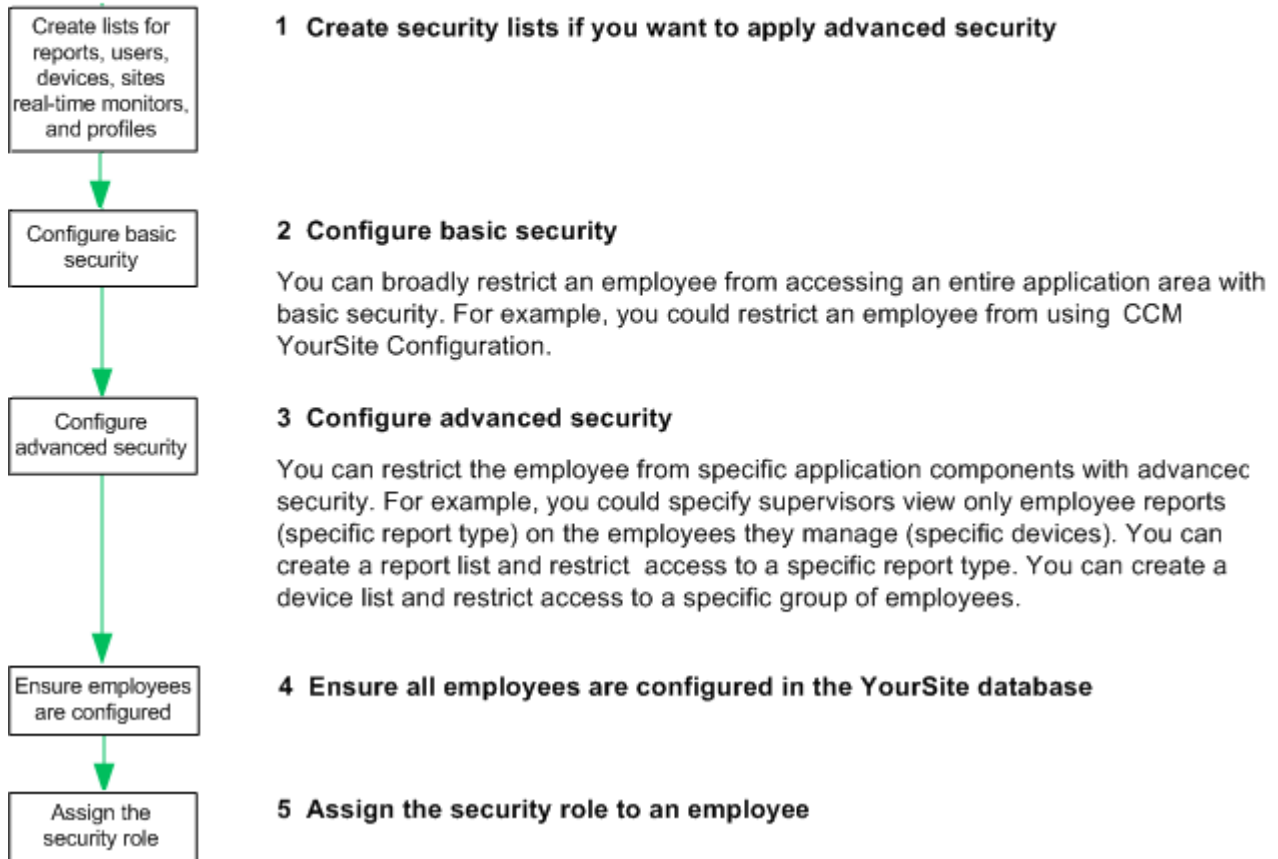 Create lists for
reports, users,
devices, sites
real-time monitors,
and profiles
1 Create security lists if you want to apply advanced security
Configure basic
security
2 Configure basic security
You can broadly restrict an employee from accessing an entire application area with
basic security. For example, you could restrict an employee from using CCM
YourSite Configuration.
Configure
advanced security
3 Configure advanced security
You can restrict the employee from specific application components with advanced
security. For example, you could specify supervisors view only employee reports
(specific report type) on the employees they manage (specific devices). You can
create a report list and restrict access to a specific report type. You can create a
device list and restrict access to a specific group of employees.
Ensure employees
are configured
4 Ensure all employees are configured in the YourSite database
Assign the
security role
5 Assign the security role to an employee